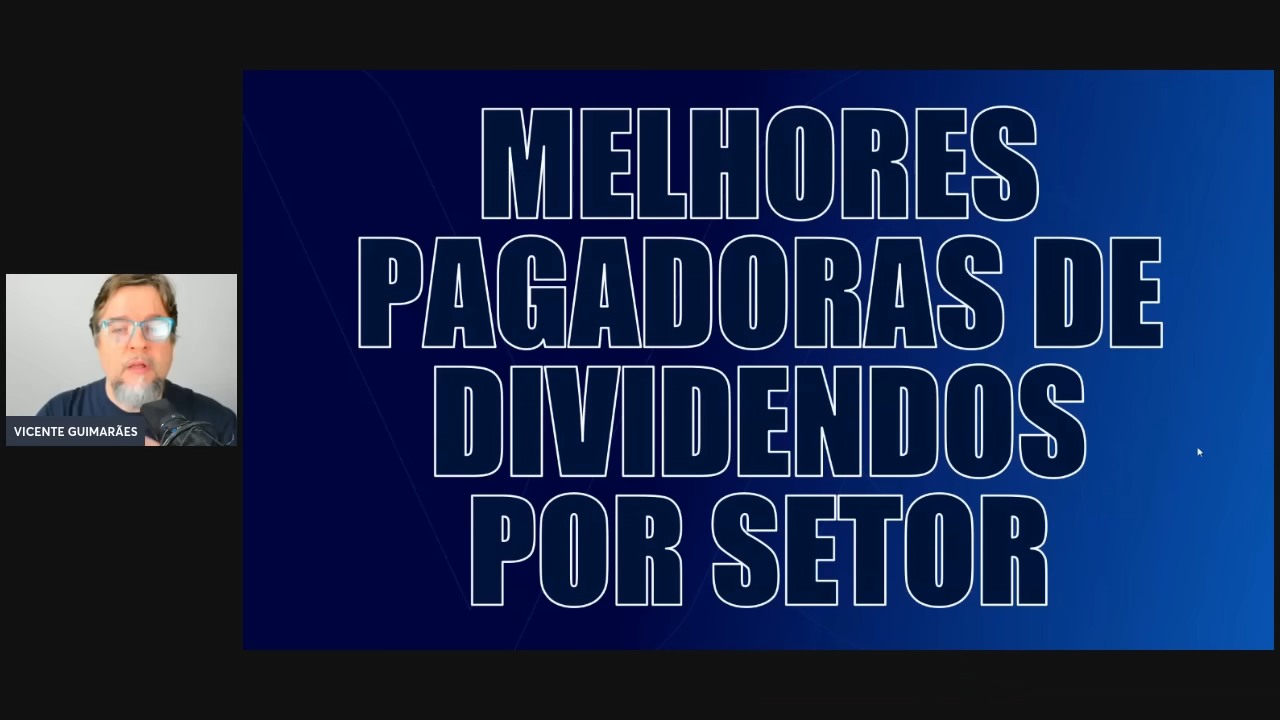 MELHORES
PAGADORAS DE
DIVIDENDOS
POR SETOR
VICENTE GUIMARÃES